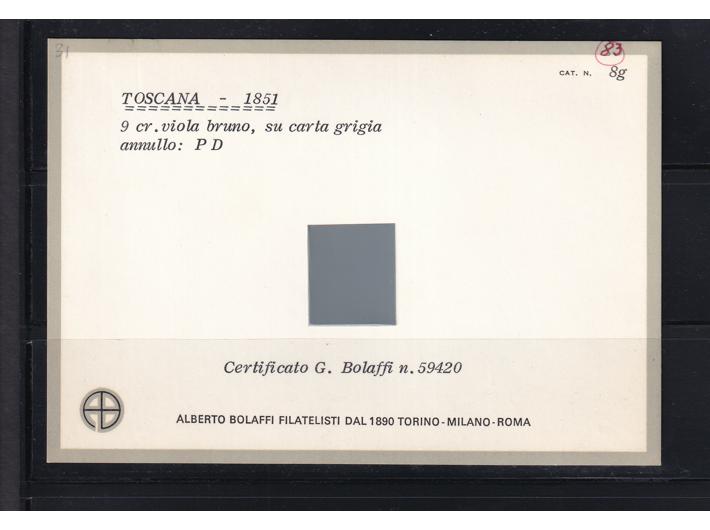 31
83
CAT. N. 8g
TOSCANA - 1851
9 cr.viola bruno, su carta grigia
annullo: P D
Certificato G. Bolaffi n.59420
ALBERTO BOLAFFI FILATELISTI DAL 1890 TORINO-MILANO-ROMA